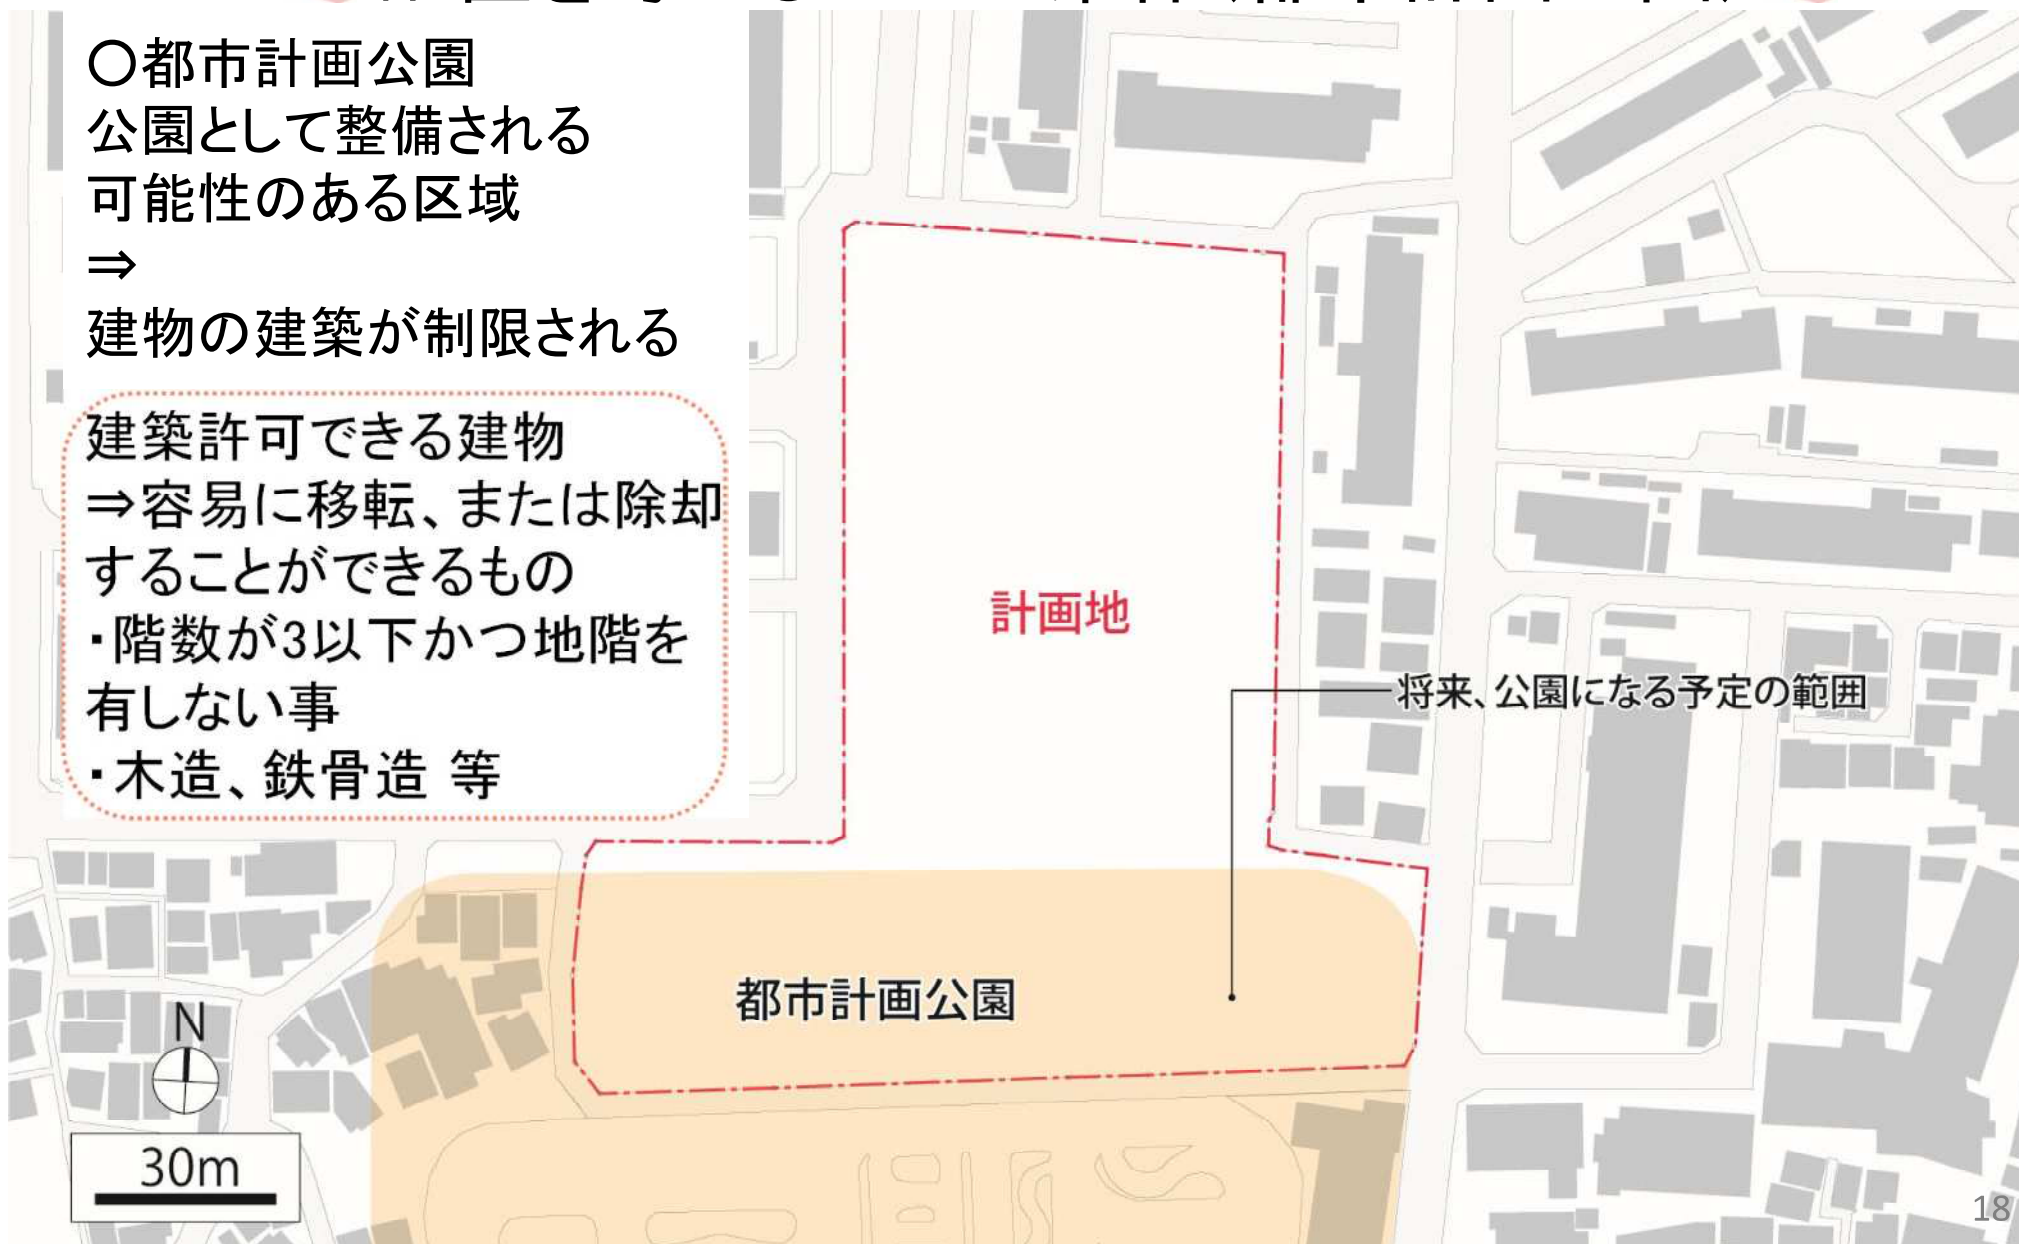 〇都市計画公園
公園として整備される
可能性のある区域
⇒
建物の建築が制限される
建築許可できる建物
⇒容易に移転、または除却
することができるもの
・階数が3以下かつ地階を
有しない事
・木造、鉄骨造 等
計画地
将来、公園になる予定の範囲
都市計画公園
N
30m
18